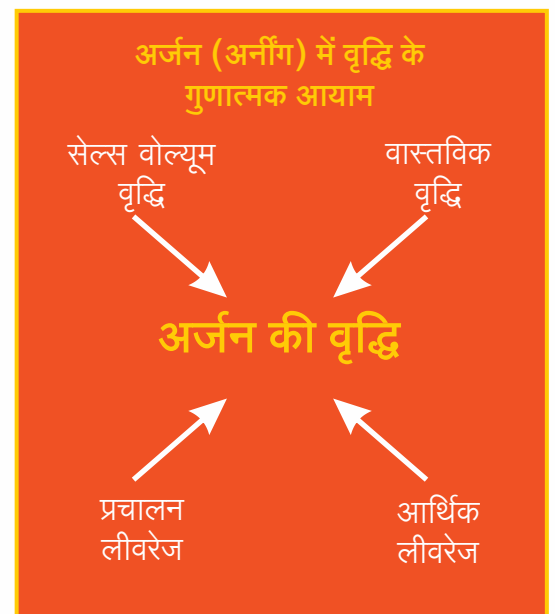 अर्जन (अर्नींग) में वृद्धि के
गुणात्मक आयाम
सेल्स वोल्यूम
वृद्धि
वास्तविक
वृद्धि
अर्जन की वृद्धि
प्रचालन
लीवरेज
आर्थिक
लीवरेज